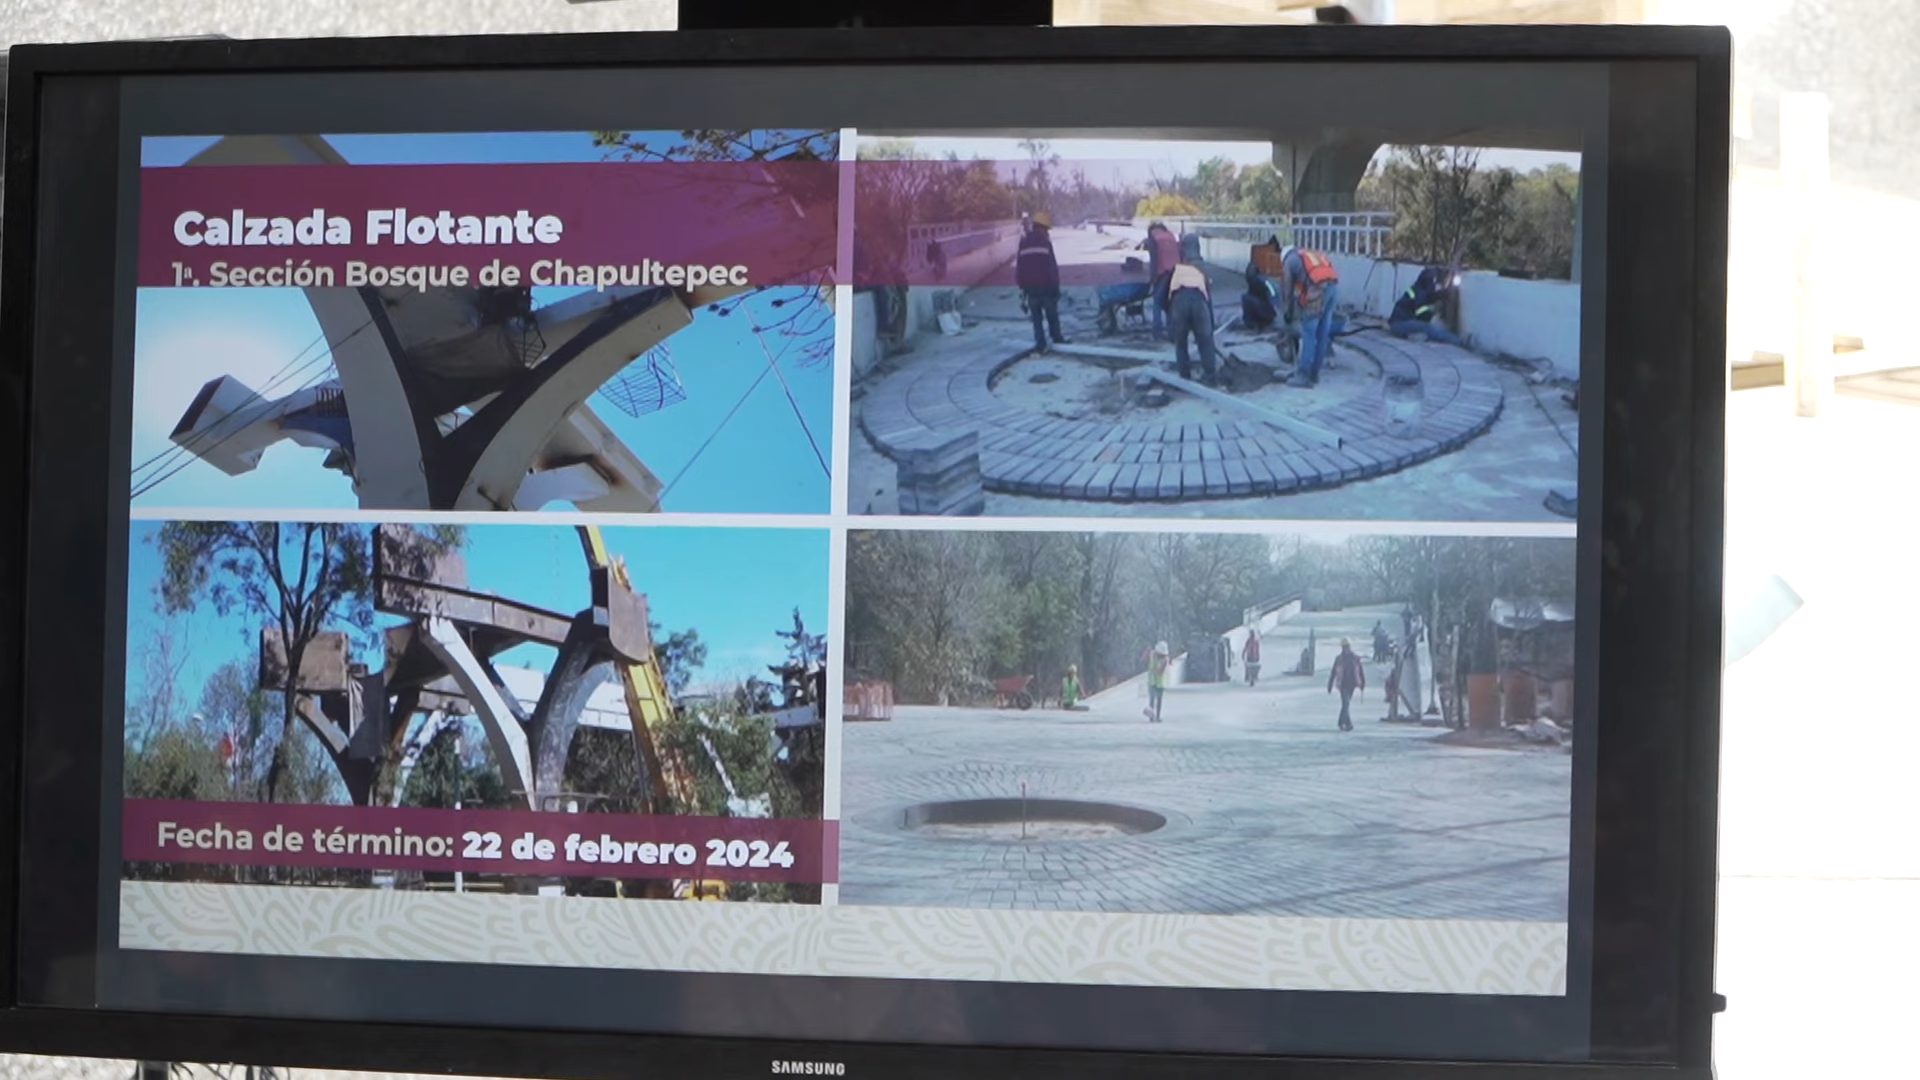 Calzada Flotante
1ª. Sección Bosque de Chapultepec
Fecha de término: 22 de febrero 2024
SAMSUNG